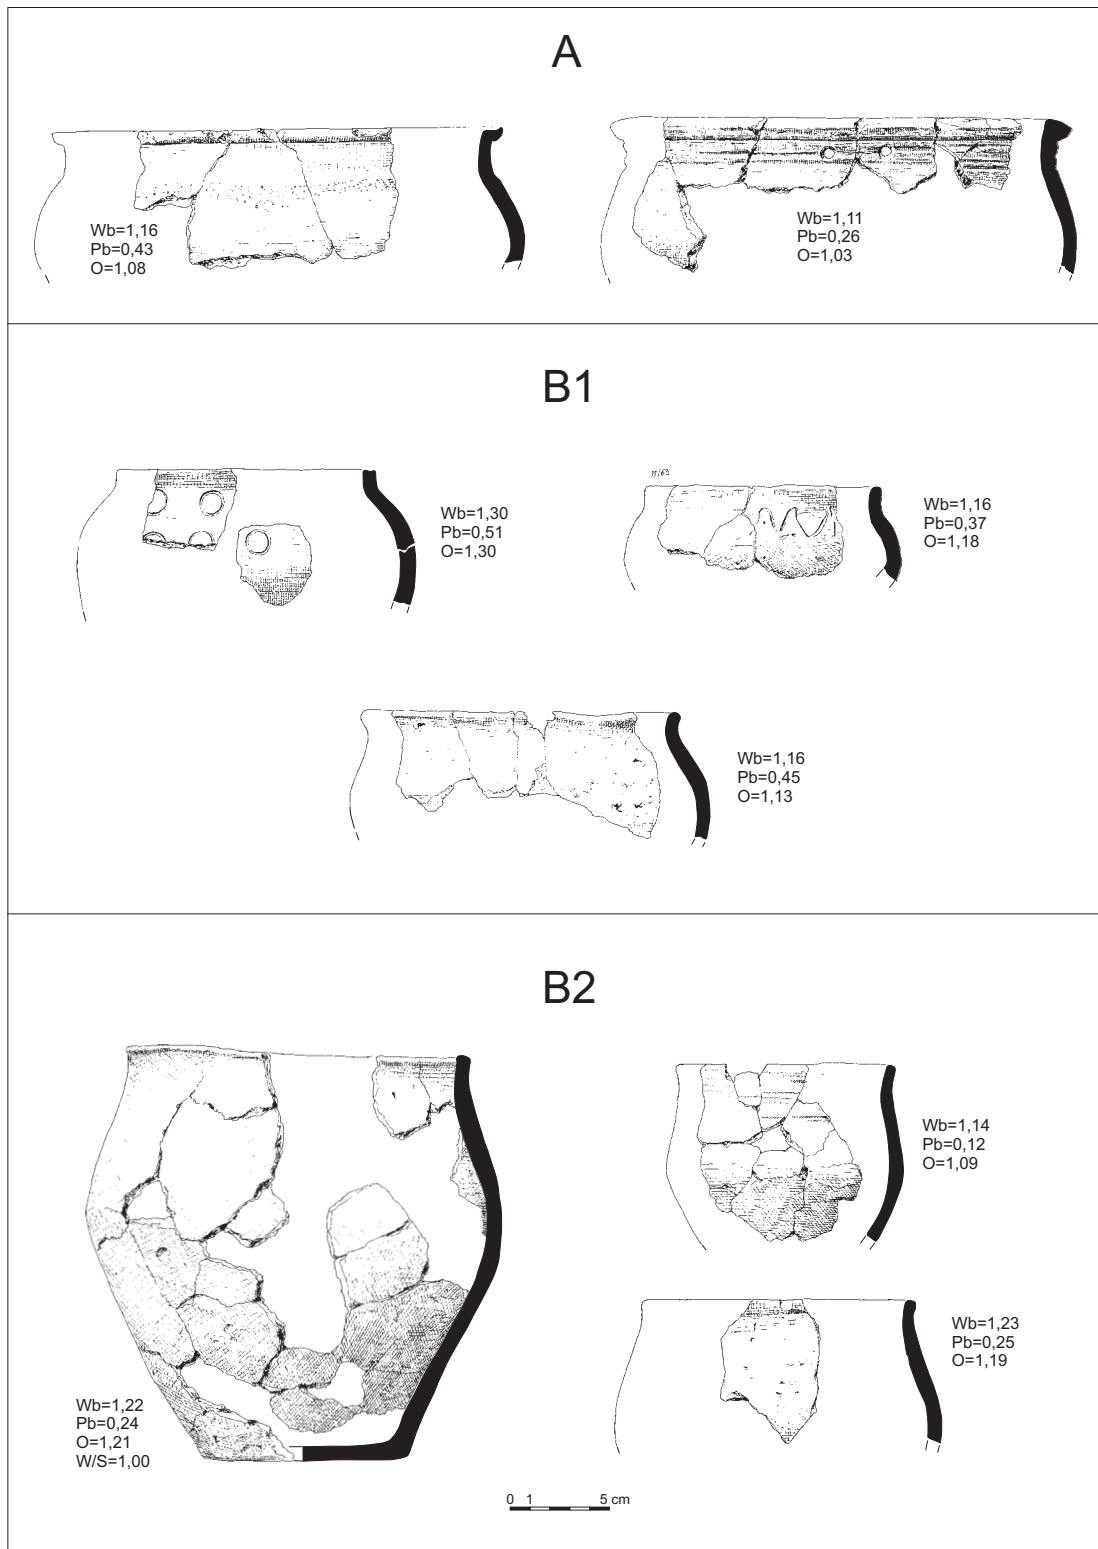 A
Wb=1,16
Pb=0,43
O=1,08
Wb=1,11
Pb=0,26
O=1,03
B1
Wb=1,30
Pb=0,51
O=1,30
15/69
Wb=1,16
Pb=0,37
O=1,18
Wb=1,16
Pb=0,45
O=1,13
B2
Wb=1,22
Pb=0,24
O=1,21
W/S=1,00
Wb=1,14
Pb=0,12
O=1,09
Wb=1,23
Pb=0,25
O=1,19
0 1 5 cm